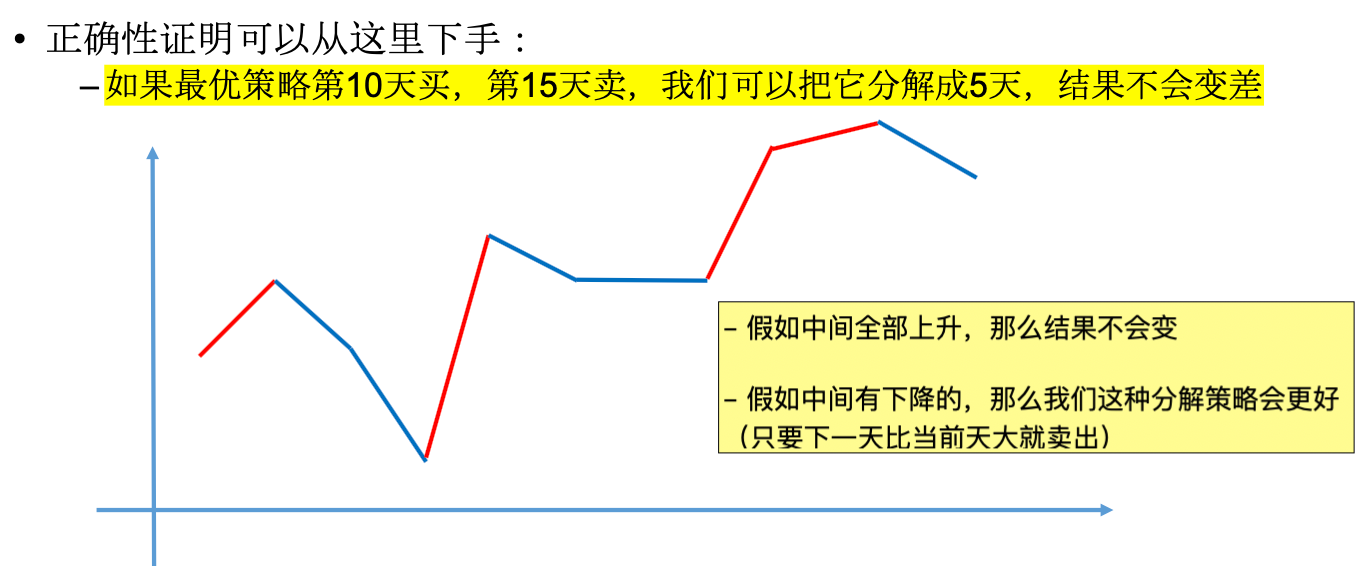 • 正确性证明可以从这里下手：
–如果最优策略第10天买，第15天卖，我们可以把它分解成5天，结果不会变差
– 假如中间全部上升，那么结果不会变
– 假如中间有下降的，那么我们这种分解策略会更好
（只要下一天比当前天大就卖出）